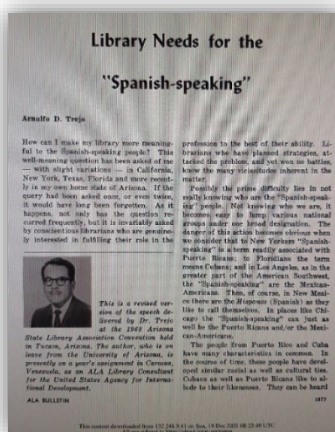 Library Needs for the
"Spanish-speaking"
Arnulfo D. Trejo
How can I make my library more meaning-
ful to the Spanish-speaking people? This
well-meaning question has been asked of me
— with slight variations — in California,
New York, Texas, Florida and more recent-
ly in my own home state of Arizona. If the
query had been asked once, or even twice,
it would have long been forgotten. As it
happens, not only has the question re-
curred frequently, but it is invariably asked
by conscientious librarians who are genuine-
ly interested in fulfilling their role in the
This is a revised ver-
sion of the speech de-
livered by Dr. Trejo
at the 1969 Arizona
State Library Association Convention held
in Tucson, Arizona. The author, who is on
leave from the University of Arizona, is
presently on a year's assignment in Caracas,
Venezuela, as an ALA Library Consultant
for the United States Agency for Interna-
tional Development.
profession to the best of their ability. Li-
brarians who have planned strategies, at-
tacked the problem, and yet won no battles,
know the many vicissitudes inherent in the
matter.
Possibly the prime difficulty lies in not
really knowing who are the "Spanish-speak-
ing" people. Not knowing who we are, it
becomes easy to lump various national
groups under one broad designation. The
danger of this action becomes obvious when
we consider that to New Yorkers "Spanish-
speaking" is a term readily associated with
Puerto Ricans; to Floridians the term
means Cubans; and in Los Angeles, as in the
greater part of the American Southwest,
the "Spanish-speaking" are the Mexican-
Americans. Then, of course, in New Mexi-
co there are the Hispanos (Spanish) as they
like to call themselves. In places like Chi-
cago the "Spanish-speaking" can just as
well be the Puerto Ricans and/or the Mexi-
can-Americans.
The people from Puerto Rico and Cuba
have many characteristics in common. In
the course of time, these people have devel-
oped similar racial as well as cultural ties.
Cubans as well as Puerto Ricans like to al-
lude to their likenesses. They can be heard
ALA BULLETIN
1077
This content downloaded from